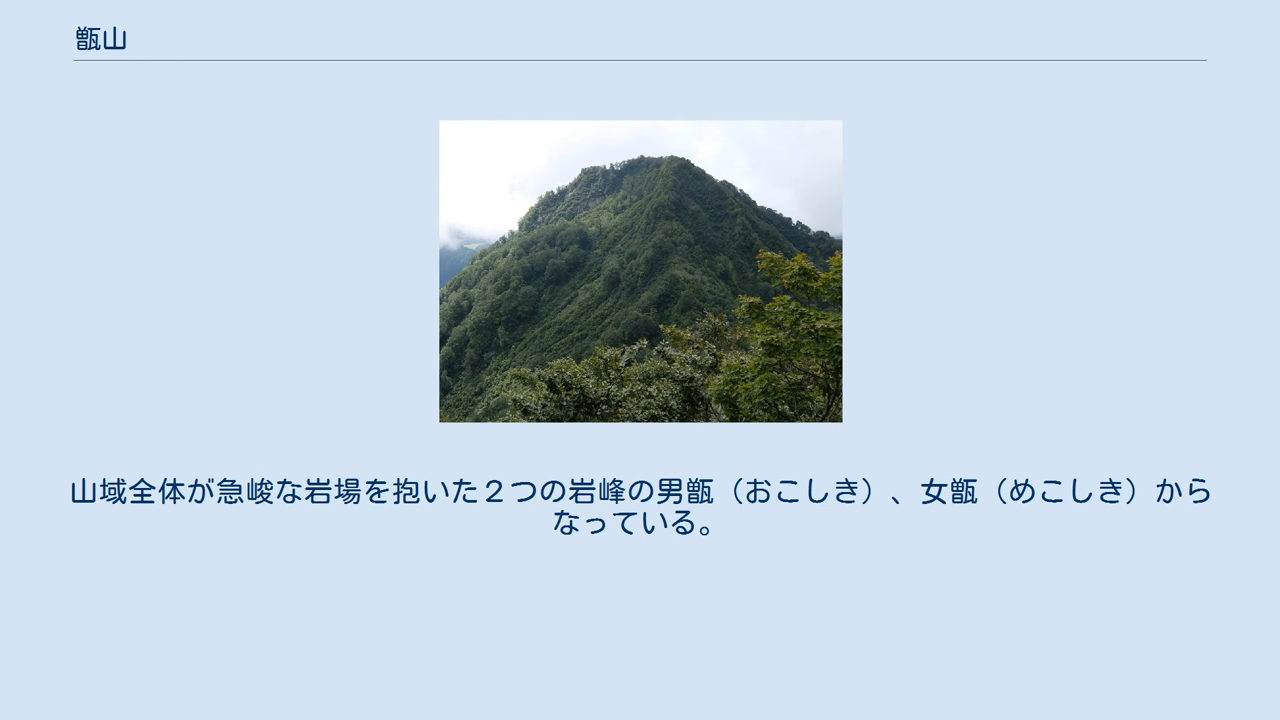 甑山
山域全体が急峻な岩場を抱いた２つの岩峰の男甑（おこしき）、女甑（めこしき）から
なっている。